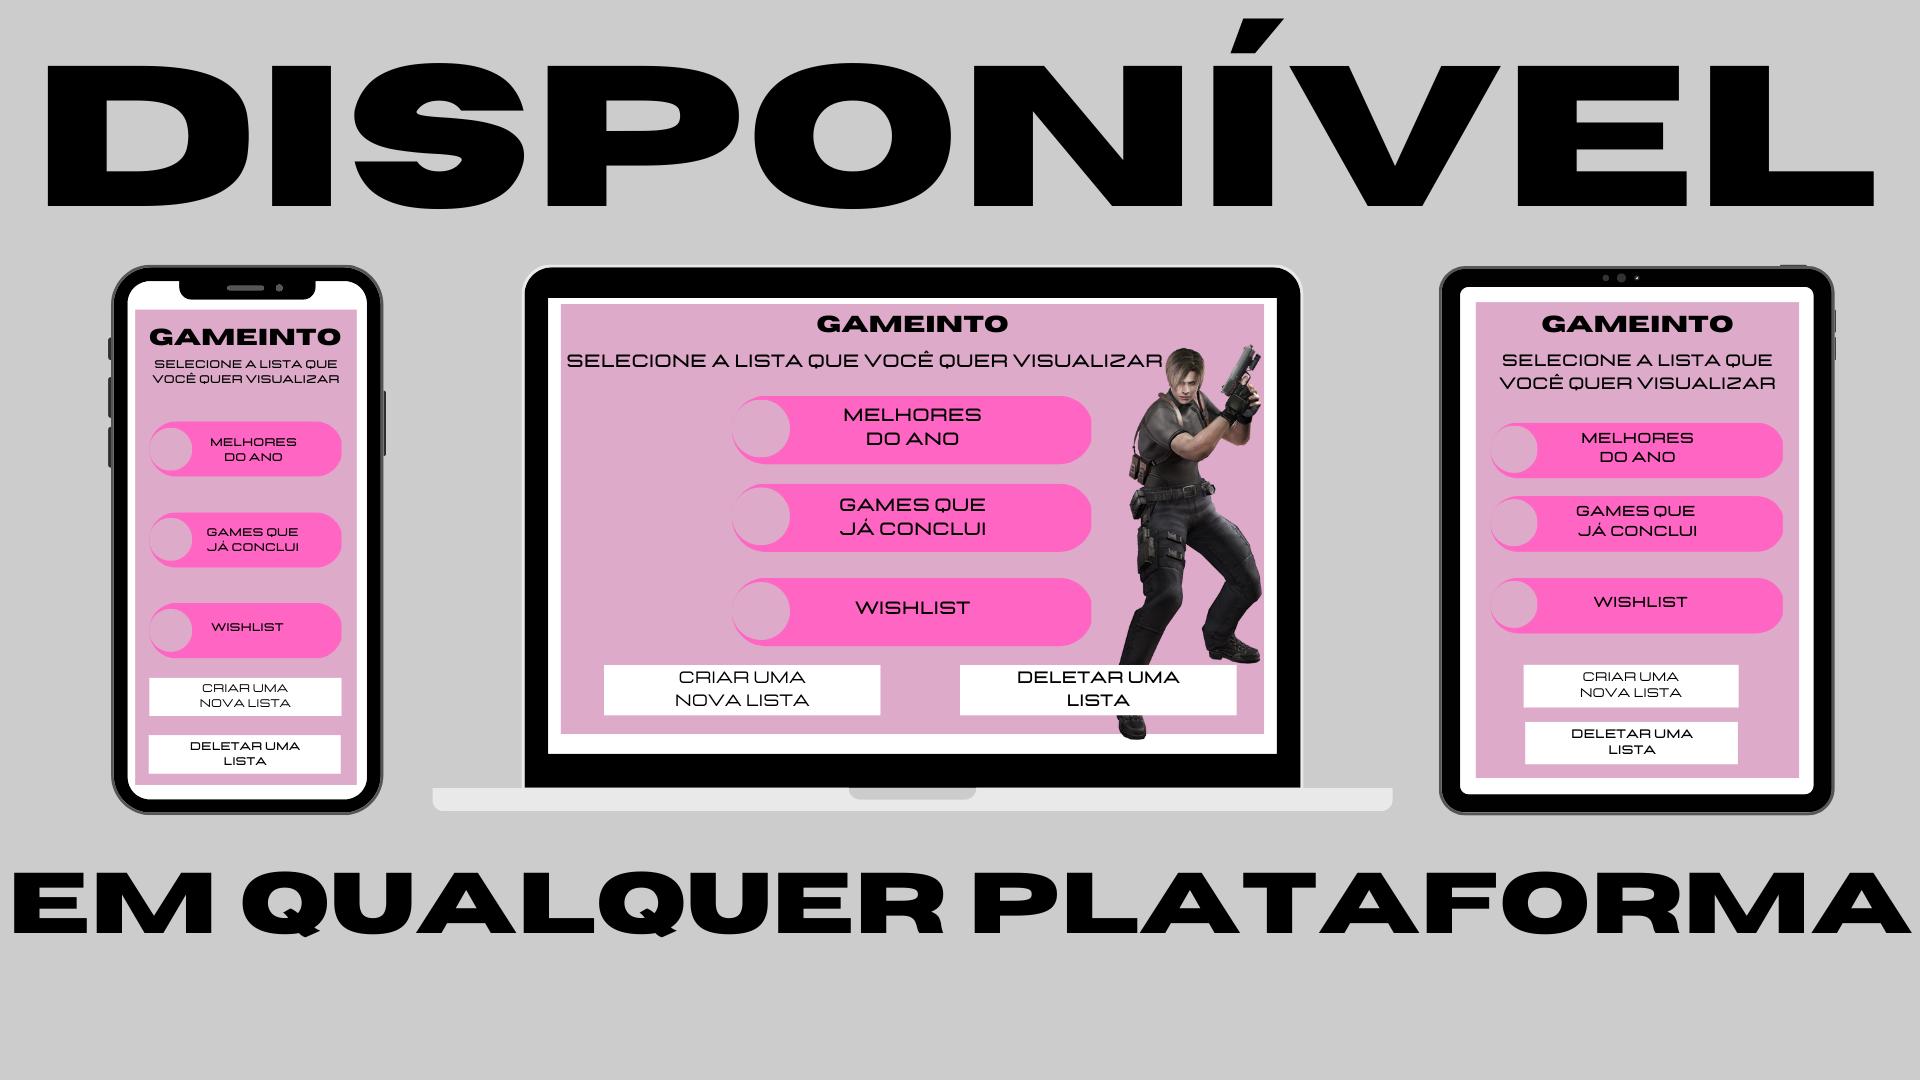 DISPONÍVEL
GAMEINTO
SELECIONE A LISTA QUE
VOCÊ QUER VISUALIZAR
MELHORES
DO ANO
GAMES QUE
JÁ CONCLUI
WISHLIST
CRIAR UMA
NOVA LISTA
DELETAR UMA
LISTA
GAMEINTO
SELECIONE A LISTA QUE VOCÊ QUER VISUALIZAR
MELHORES
DO ANO
GAMES QUE
JÁ CONCLUI
WISHLIST
CRIAR UMA
NOVA LISTA
DELETAR UMA
LISTA
GAMEINTO
SELECIONE A LISTA QUE
VOCÊ QUER VISUALIZAR
MELHORES
DO ANO
GAMES QUE
JÁ CONCLUI
WISHLIST
CRIAR UMA
NOVA LISTA
DELETAR UMA
LISTA
EM QUALQUER PLATAFORMA